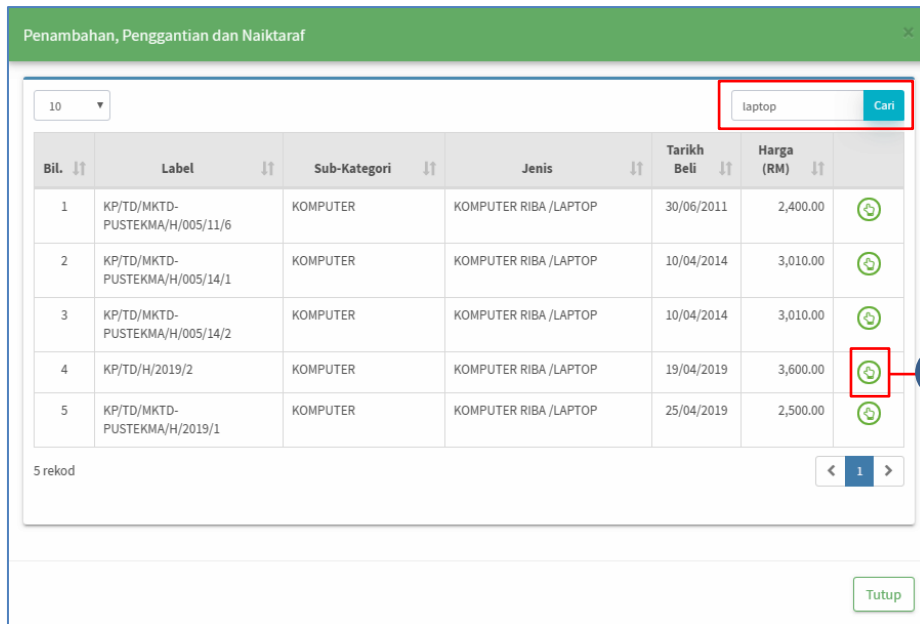 Penambahan, Penggantian dan Naiktaraf
×
10
laptop Cari
Bil. Label Sub-Kategori Jenis Tarikh Beli Harga (RM)
1 KP/TD/MKTD- KOMPUTER KOMPUTER RIBA /LAPTOP 30/06/2011 2,400.00
PUSTEKMA/H/005/11/6
2 KP/TD/MKTD- KOMPUTER KOMPUTER RIBA /LAPTOP 10/04/2014 3,010.00
PUSTEKMA/H/005/14/1
3 KP/TD/MKTD- KOMPUTER KOMPUTER RIBA /LAPTOP 10/04/2014 3,010.00
PUSTEKMA/H/005/14/2
4 KP/TD/H/2019/2 KOMPUTER KOMPUTER RIBA /LAPTOP 19/04/2019 3,600.00
5 KP/TD/MKTD- KOMPUTER KOMPUTER RIBA /LAPTOP 25/04/2019 2,500.00
PUSTEKMA/H/2019/1
5 rekod
1
Tutup